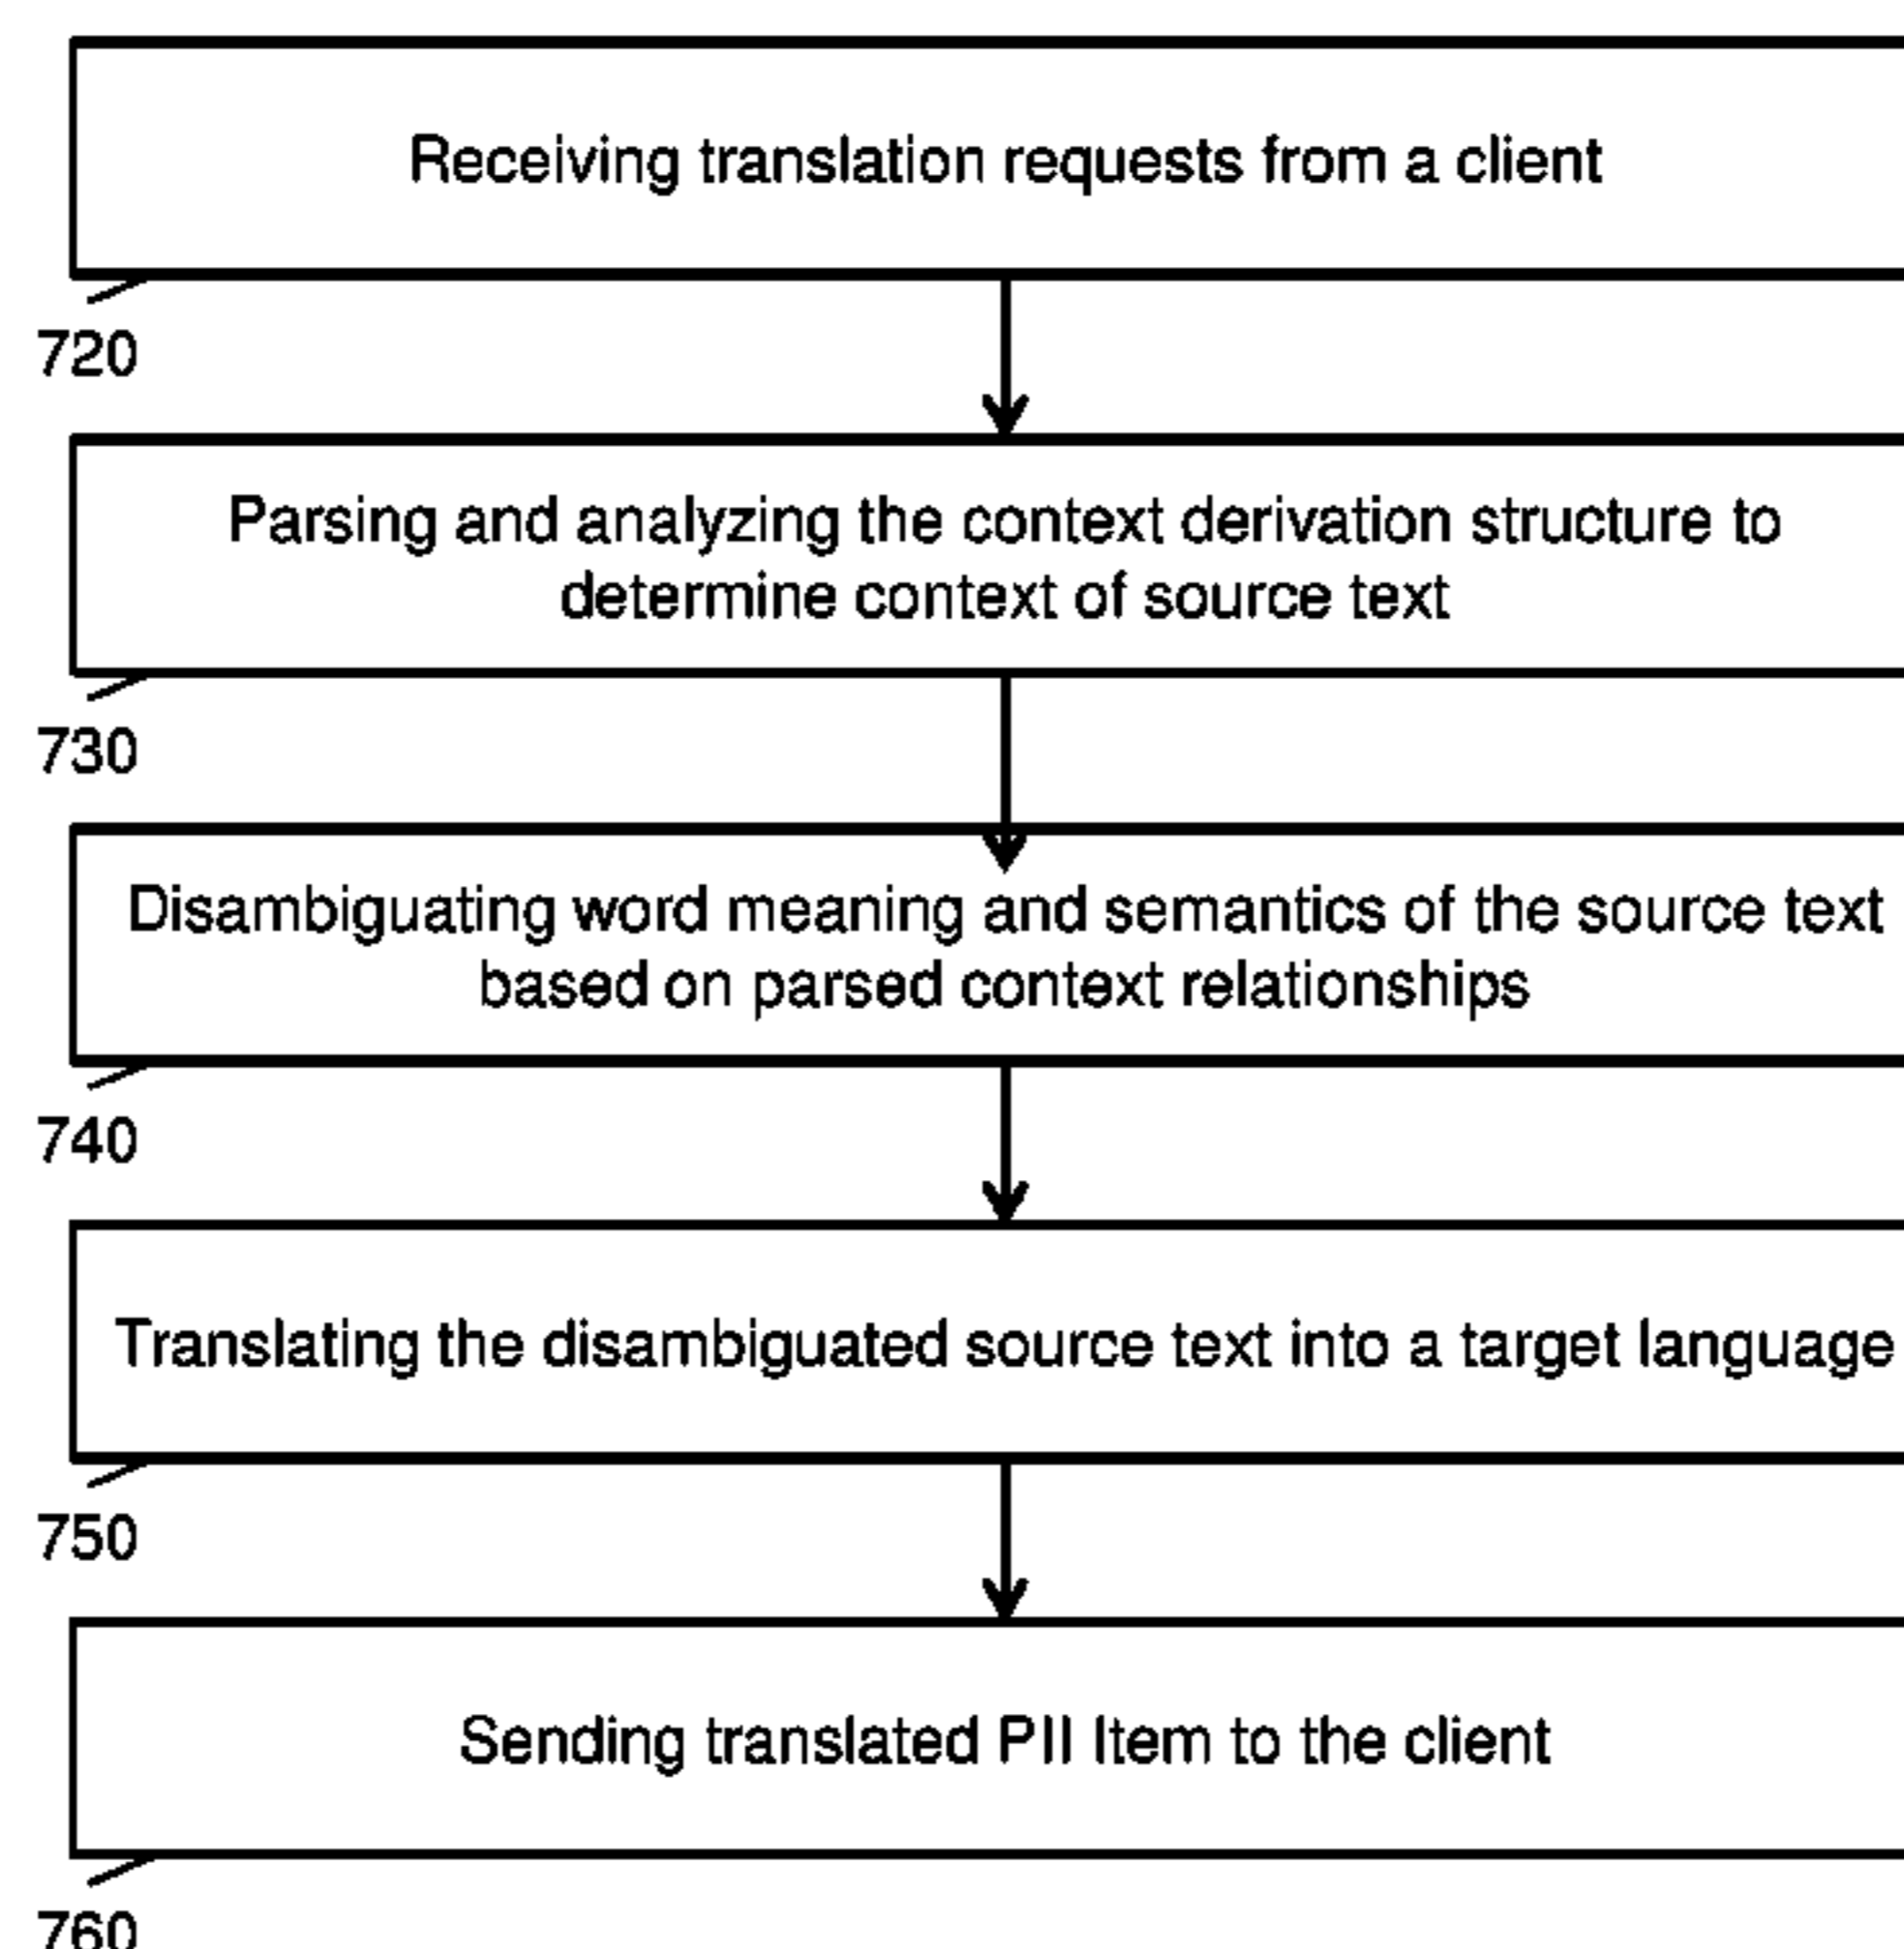 Receiving translation requests from a client
720
Parsing and analyzing the context derivation structure to
determine context of source text
730
Disambiguating word meaning and semantics of the source text
based on parsed context relationships
740
Translating the disambiguated source text into a target language
750
Sending translated PII Item to the client
760